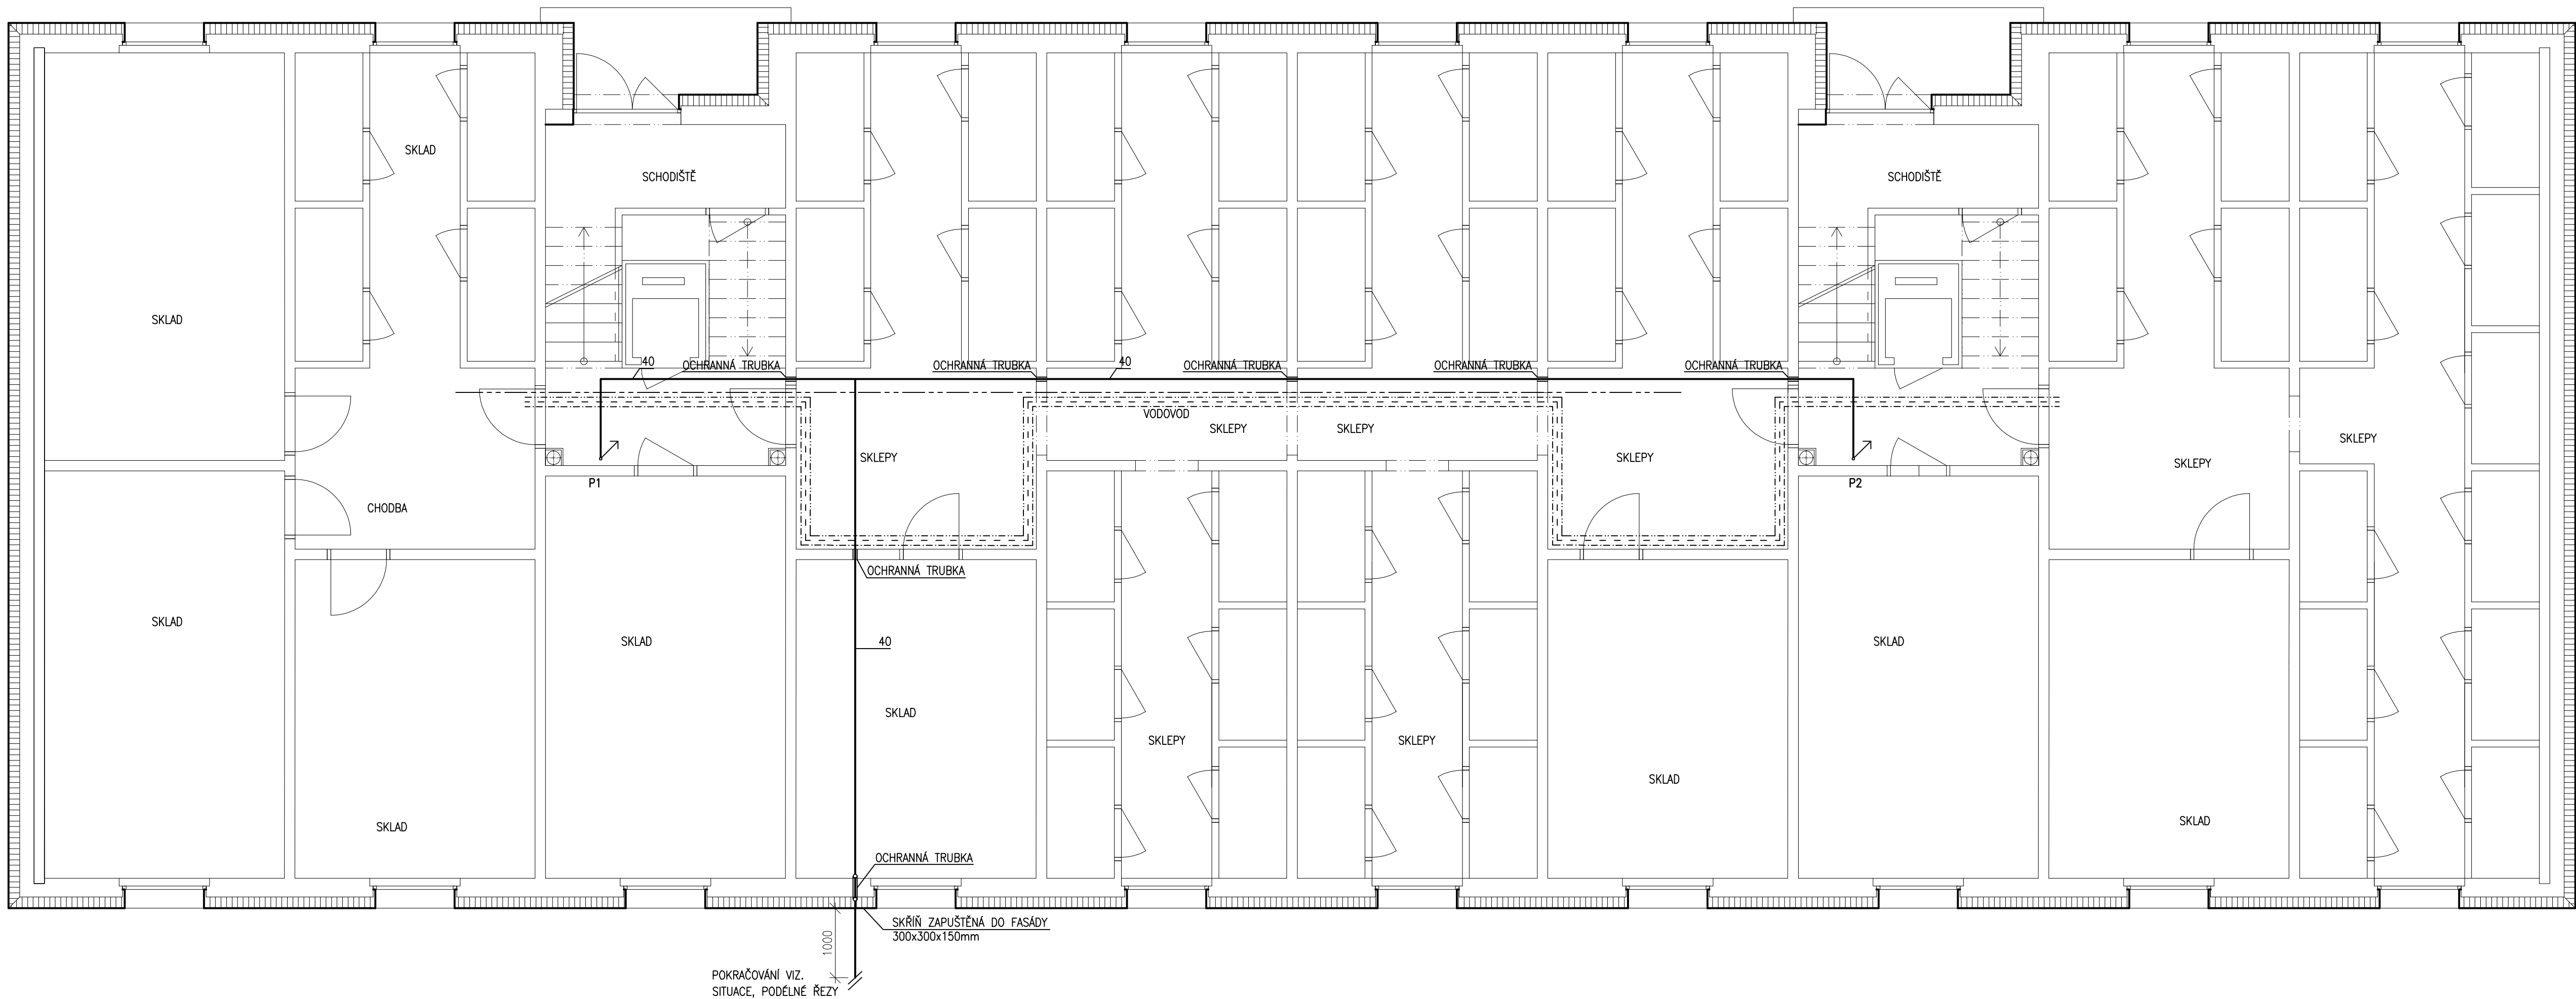 SKLAD
SCHODIŠTĚ
SCHODIŠTĚ
SKLAD
40
OCHRANNÁ TRUBKA
OCHRANNÁ TRUBKA
40
OCHRANNÁ TRUBKA
OCHRANNÁ TRUBKA
OCHRANNÁ TRUBKA
VODOVOD
SKLEPY
SKLEPY
SKLEPY
SKLEPY
SKLEPY
SKLEPY
P1
P2
CHODBA
OCHRANNÁ TRUBKA
SKLAD
SKLAD
40
SKLAD
SKLAD
SKLEPY
SKLEPY
SKLAD
SKLAD
SKLAD
OCHRANNÁ TRUBKA
SKŘÍŇ ZAPUŠTĚNÁ DO FASÁDY
300x300x150mm
1000
POKRAČOVÁNÍ VIZ.
SITUACE, PODÉLNÉ ŘEZY